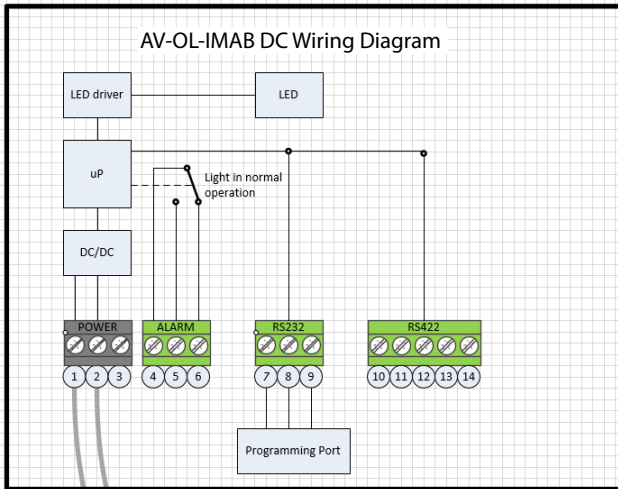 AV-OL-IMAB DC Wiring Diagram
LED driver
LED
uP
Light in normal
operation
DC/DC
POWER
ALARM
RS232
RS422
1 2 3 4 5 6 7 8 9 10 11 12 13 14
Programming Port